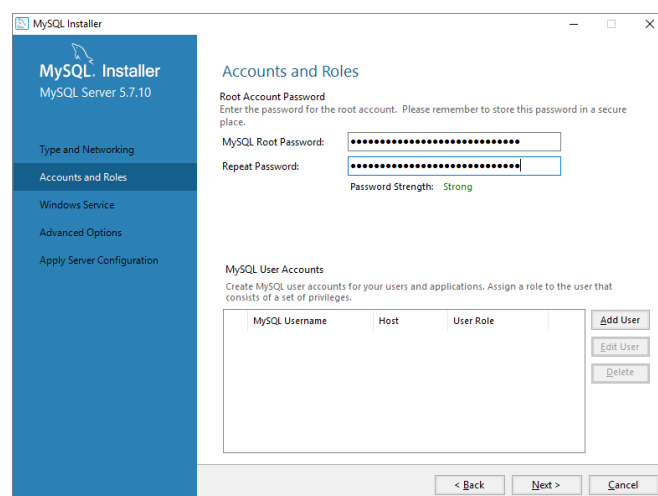 MySQL Installer
MySQL. Installer
MySQL Server 5.7.10
Type and Networking
Accounts and Roles
Windows Service
Advanced Options
Apply Server Configuration
Accounts and Roles
Root Account Password
Enter the password for the root account. Please remember to store this password in a secure
place.
MySQL Root Password:
Repeat Password:
Password Strength: Strong
MySQL User Accounts
Create MySQL user accounts for your users and applications. Assign a role to the user that
consists of a set of privileges.
MySQL Username Host User Role
Add User
Edit User
Delete
< Back Next > Cancel